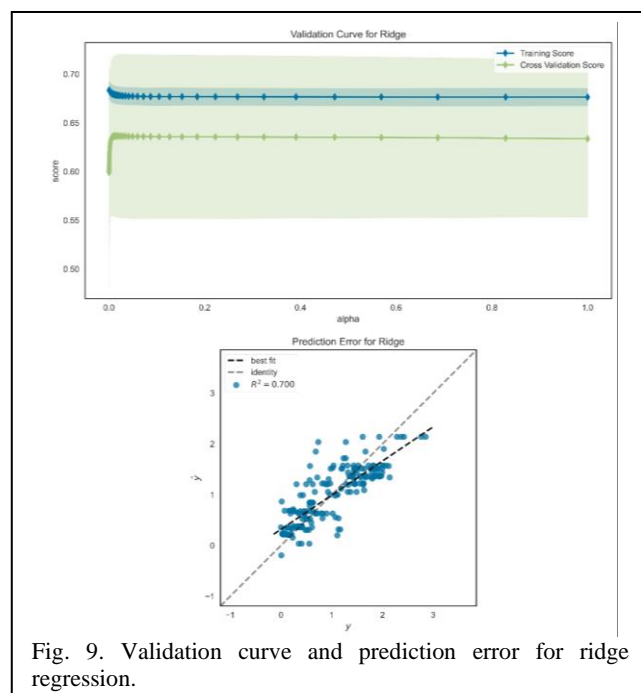 Validation Curve for Ridge
Training Score
Cross Validation Score
0.70
0.65
0.60
0.55
0.50
score
0.0
0.2
0.4
0.6
0.8
1.0
alpha
Prediction Error for Ridge
best fit
identity
R² = 0.700
3
2
1
0
−1
ŷ
−1
0
1
2
3
y
Fig. 9. Validation curve and prediction error for ridge
regression.